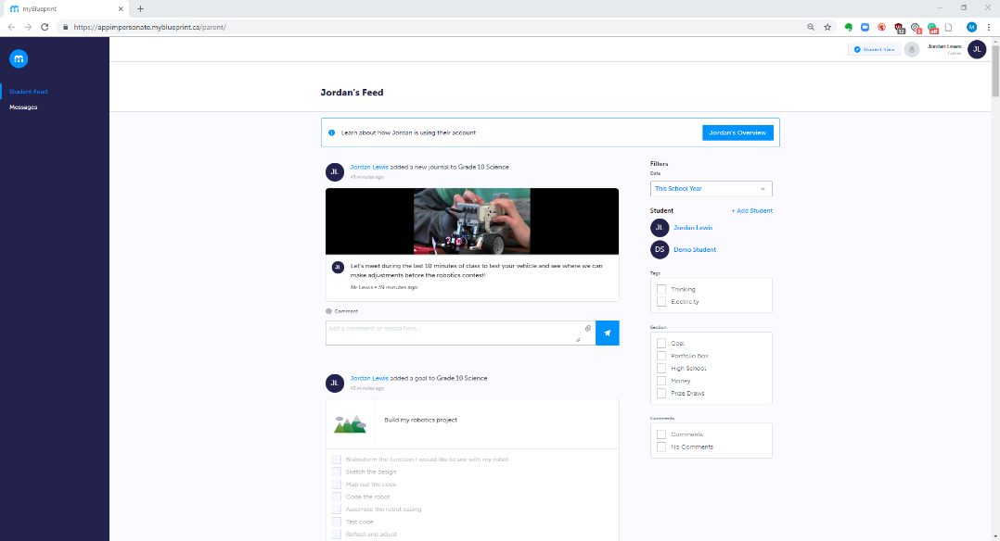 myBlueprint
https://appimpersonate.myblueprint.ca/parent/
M
m
Student Feed
Messages
Student View
Jordan Lewis
JL
Jordan's Feed
Learn about how Jordan is using their account
Jordan's Overview
JL
Jordan Lewis added a new journal to Grade 10 Science
JL
Let's meet during the last 10 minutes of class to test your vehicle and see where we can
make adjustments before the robotics contest!
Mr Lewis • 39 minutes ago
Comment
Add a comment or media here...
JL
Jordan Lewis added a goal to Grade 10 Science
Build my robotics project
Brainstorm the function I would like to see with my robot
Sketch the design
Map out the code
Code the robot
Assemble the robot casing
Test code
Reflect and adjust
Filters
Date
This School Year
Student
+ Add Student
JL
Jordan Lewis
DS
Demo Student
Tags
Thinking
Electricity
Section
Goal
Portfolio Box
High School
Money
Prize Draws
Comments
Comments
No Comments